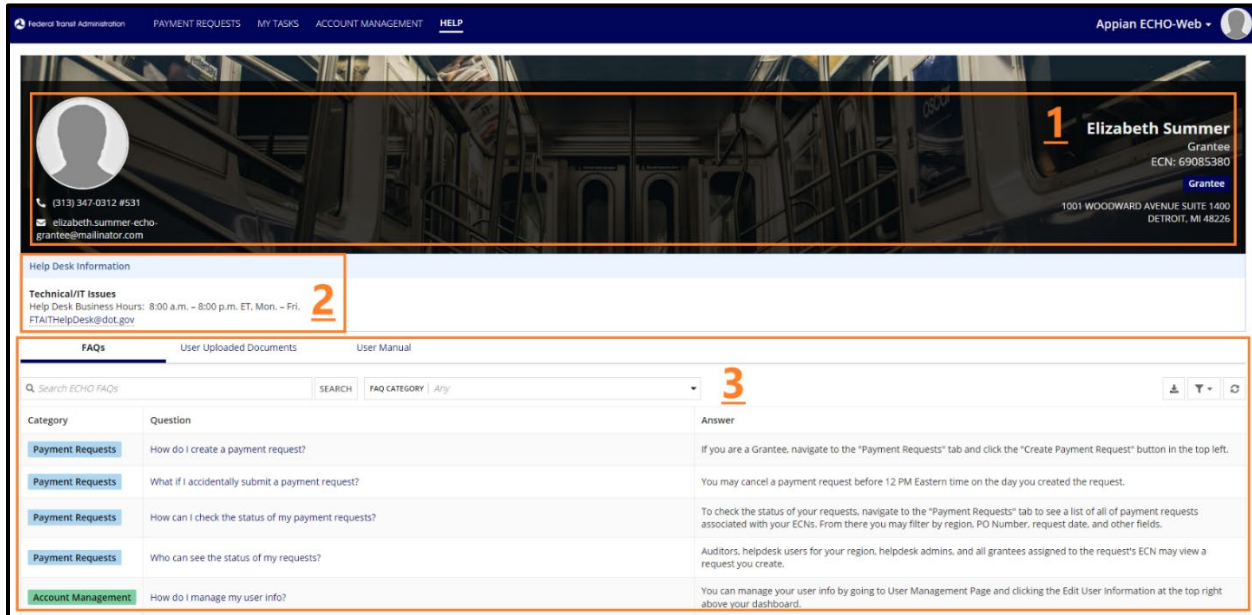 Federal Transit Administration PAYMENT REQUESTS MY TASKS ACCOUNT MANAGEMENT HELP Appian ECHO-Web
1
Elizabeth Summer
Grantee
ECN: 69085380
Grantee
1001 WOODWARD AVENUE SUITE 1400
DETROIT, MI 48226
(313) 347-0312 #531
elizabeth.summer-echo-
grantee@mailinator.com
Help Desk Information
Technical/IT Issues
Help Desk Business Hours: 8:00 a.m. – 8:00 p.m. ET, Mon. – Fri.
FTAITHelpDesk@dot.gov
2
FAQs User Uploaded Documents User Manual
Search ECHO FAQs SEARCH FAQ CATEGORY Any
3
Category Question Answer
Payment Requests How do I create a payment request? If you are a Grantee, navigate to the "Payment Requests" tab and click the "Create Payment Request" button in the top left.
Payment Requests What if I accidentally submit a payment request? You may cancel a payment request before 12 PM Eastern time on the day you created the request.
Payment Requests How can I check the status of my payment requests? To check the status of your requests, navigate to the "Payment Requests" tab to see a list of all of payment requests
associated with your ECNs. From there you may filter by region, PO Number, request date, and other fields.
Payment Requests Who can see the status of my requests? Auditors, helpdesk users for your region, helpdesk admins, and all grantees assigned to the request's ECN may view a
request you create.
Account Management How do I manage my user info? You can manage your user info by going to User Management Page and clicking the Edit User Information at the top right
above your dashboard.